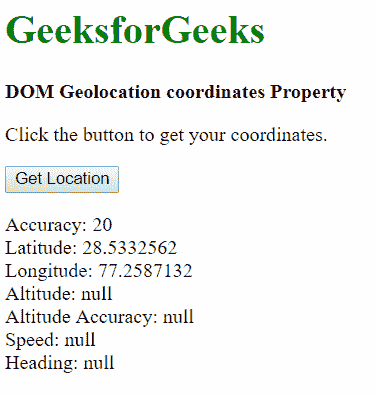 GeeksforGeeks
DOM Geolocation coordinates Property
Click the button to get your coordinates.
Get Location
Accuracy: 20
Latitude: 28.5332562
Longitude: 77.2587132
Altitude: null
Altitude Accuracy: null
Speed: null
Heading: null